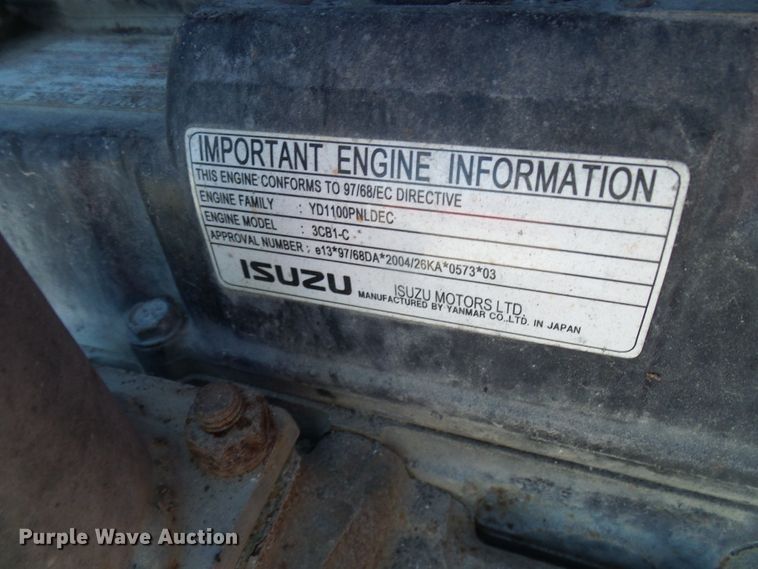 IMPORTANT ENGINE INFORMATION
THIS ENGINE CONFORMS TO 97/68/EC DIRECTIVE
ENGINE FAMILY : YD1100PNLDEC
ENGINE MODEL : 3CB1-C
APPROVAL NUMBER : e13*97/68DA*2004/26KA*0573*03
ISUZU ISUZU MOTORS LTD.
MANUFACTURED BY YANMAR CO.,LTD. IN JAPAN
Purple Wave Auction®